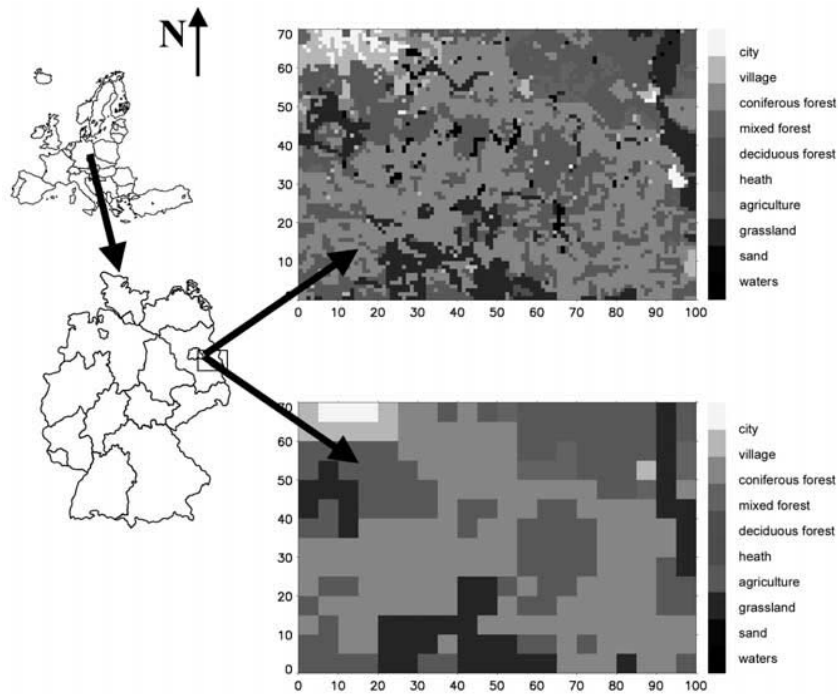 N
70
60
50
40
30
20
10
0 10 20 30 40 50 60 70 80 90 100
city
village
coniferous forest
mixed forest
deciduous forest
heath
agriculture
grassland
sand
waters
70
60
50
40
30
20
10
0
0 10 20 30 40 50 60 70 80 90 100
city
village
coniferous forest
mixed forest
deciduous forest
heath
agriculture
grassland
sand
waters